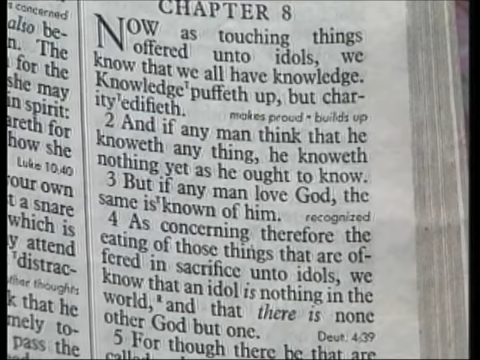 concerned
also be-
n. The
for the
she may
n spirit:
areth for
how she
Luke 10:40
your own
t a snare
which is
y attend
'distrac-
ther thoughts
k that he
mely to-
pass the
CHAPTER 8
NOW as touching things
offered unto idols, we
know that we all have knowledge.
Knowledge'puffeth up, but char-
ity'edifieth.
makes proud • builds up
2 And if any man think that he
knoweth any thing, he knoweth
nothing yet as he ought to know.
3 But if any man love God, the
same is'known of him. recognized
4 As concerning therefore the
eating of those things that are of-
fered in sacrifice unto idols, we
know that an idol is nothing in the
world, and that there is none
other God but one. Deut. 4:39
5 For though there be that are